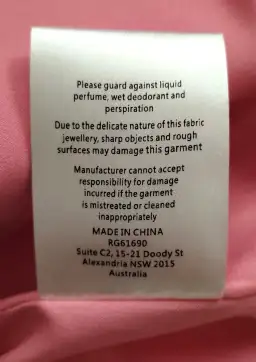 Please guard against liquid
perfume, wet deodorant and
perspiration
Due to the delicate nature of this fabric
jewellery, sharp objects and rough
surfaces may damage this garment
Manufacturer cannot accept
responsibility for damage
incurred if the garment
is mistreated or cleaned
inappropriately
MADE IN CHINA
RG61690
Suite C2, 15-21 Doody St
Alexandria NSW 2015
Australia